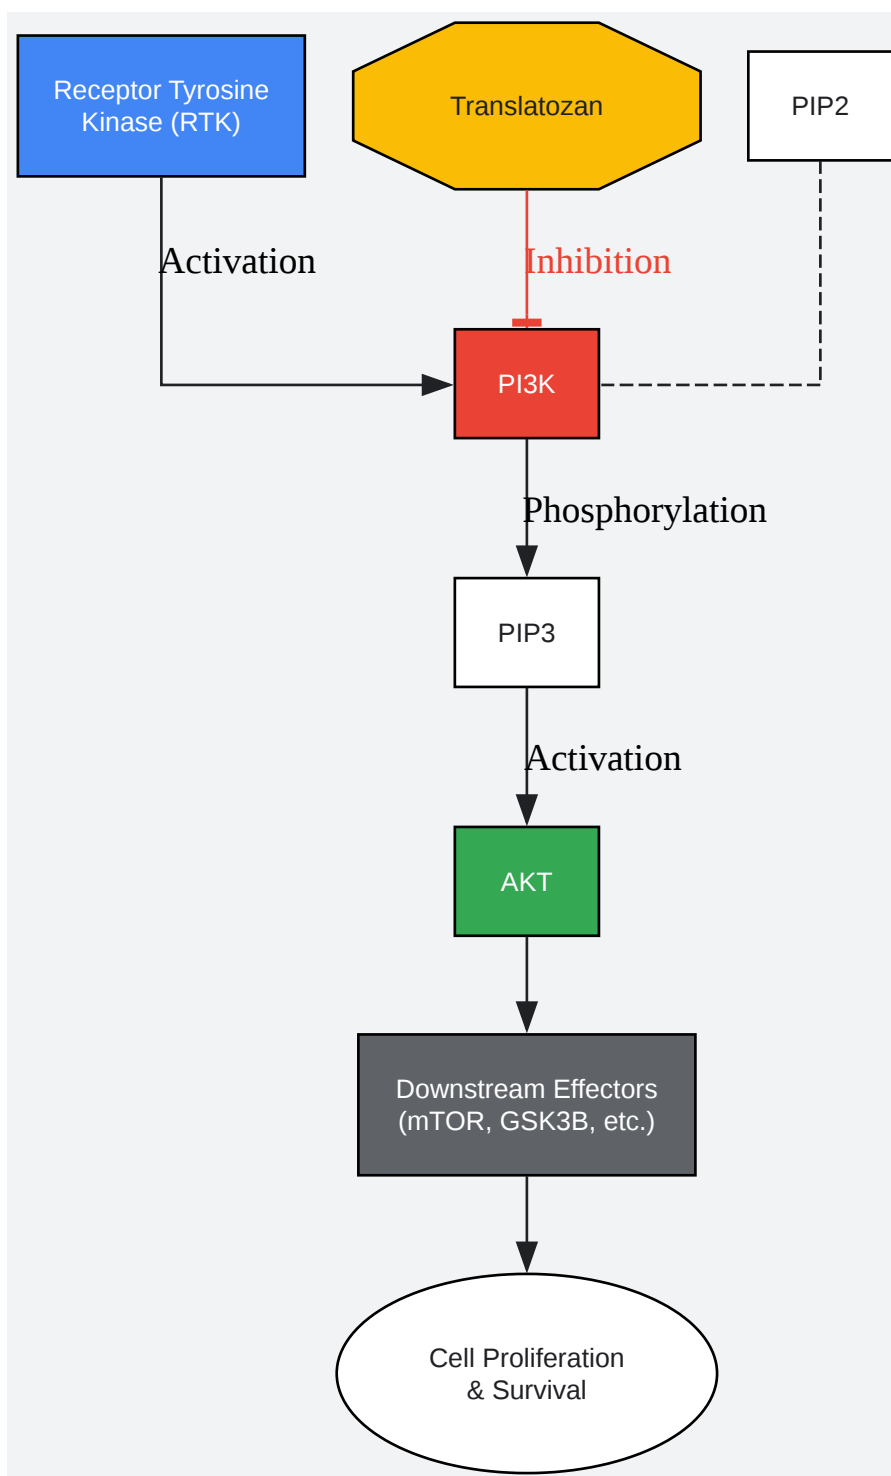 Receptor Tyrosine
Kinase (RTK)
Translatozan
PIP2
Activation
Inhibition
PI3K
Phosphorylation
PIP3
Activation
AKT
Downstream Effectors
(mTOR, GSK3B, etc.)
Cell Proliferation
& Survival